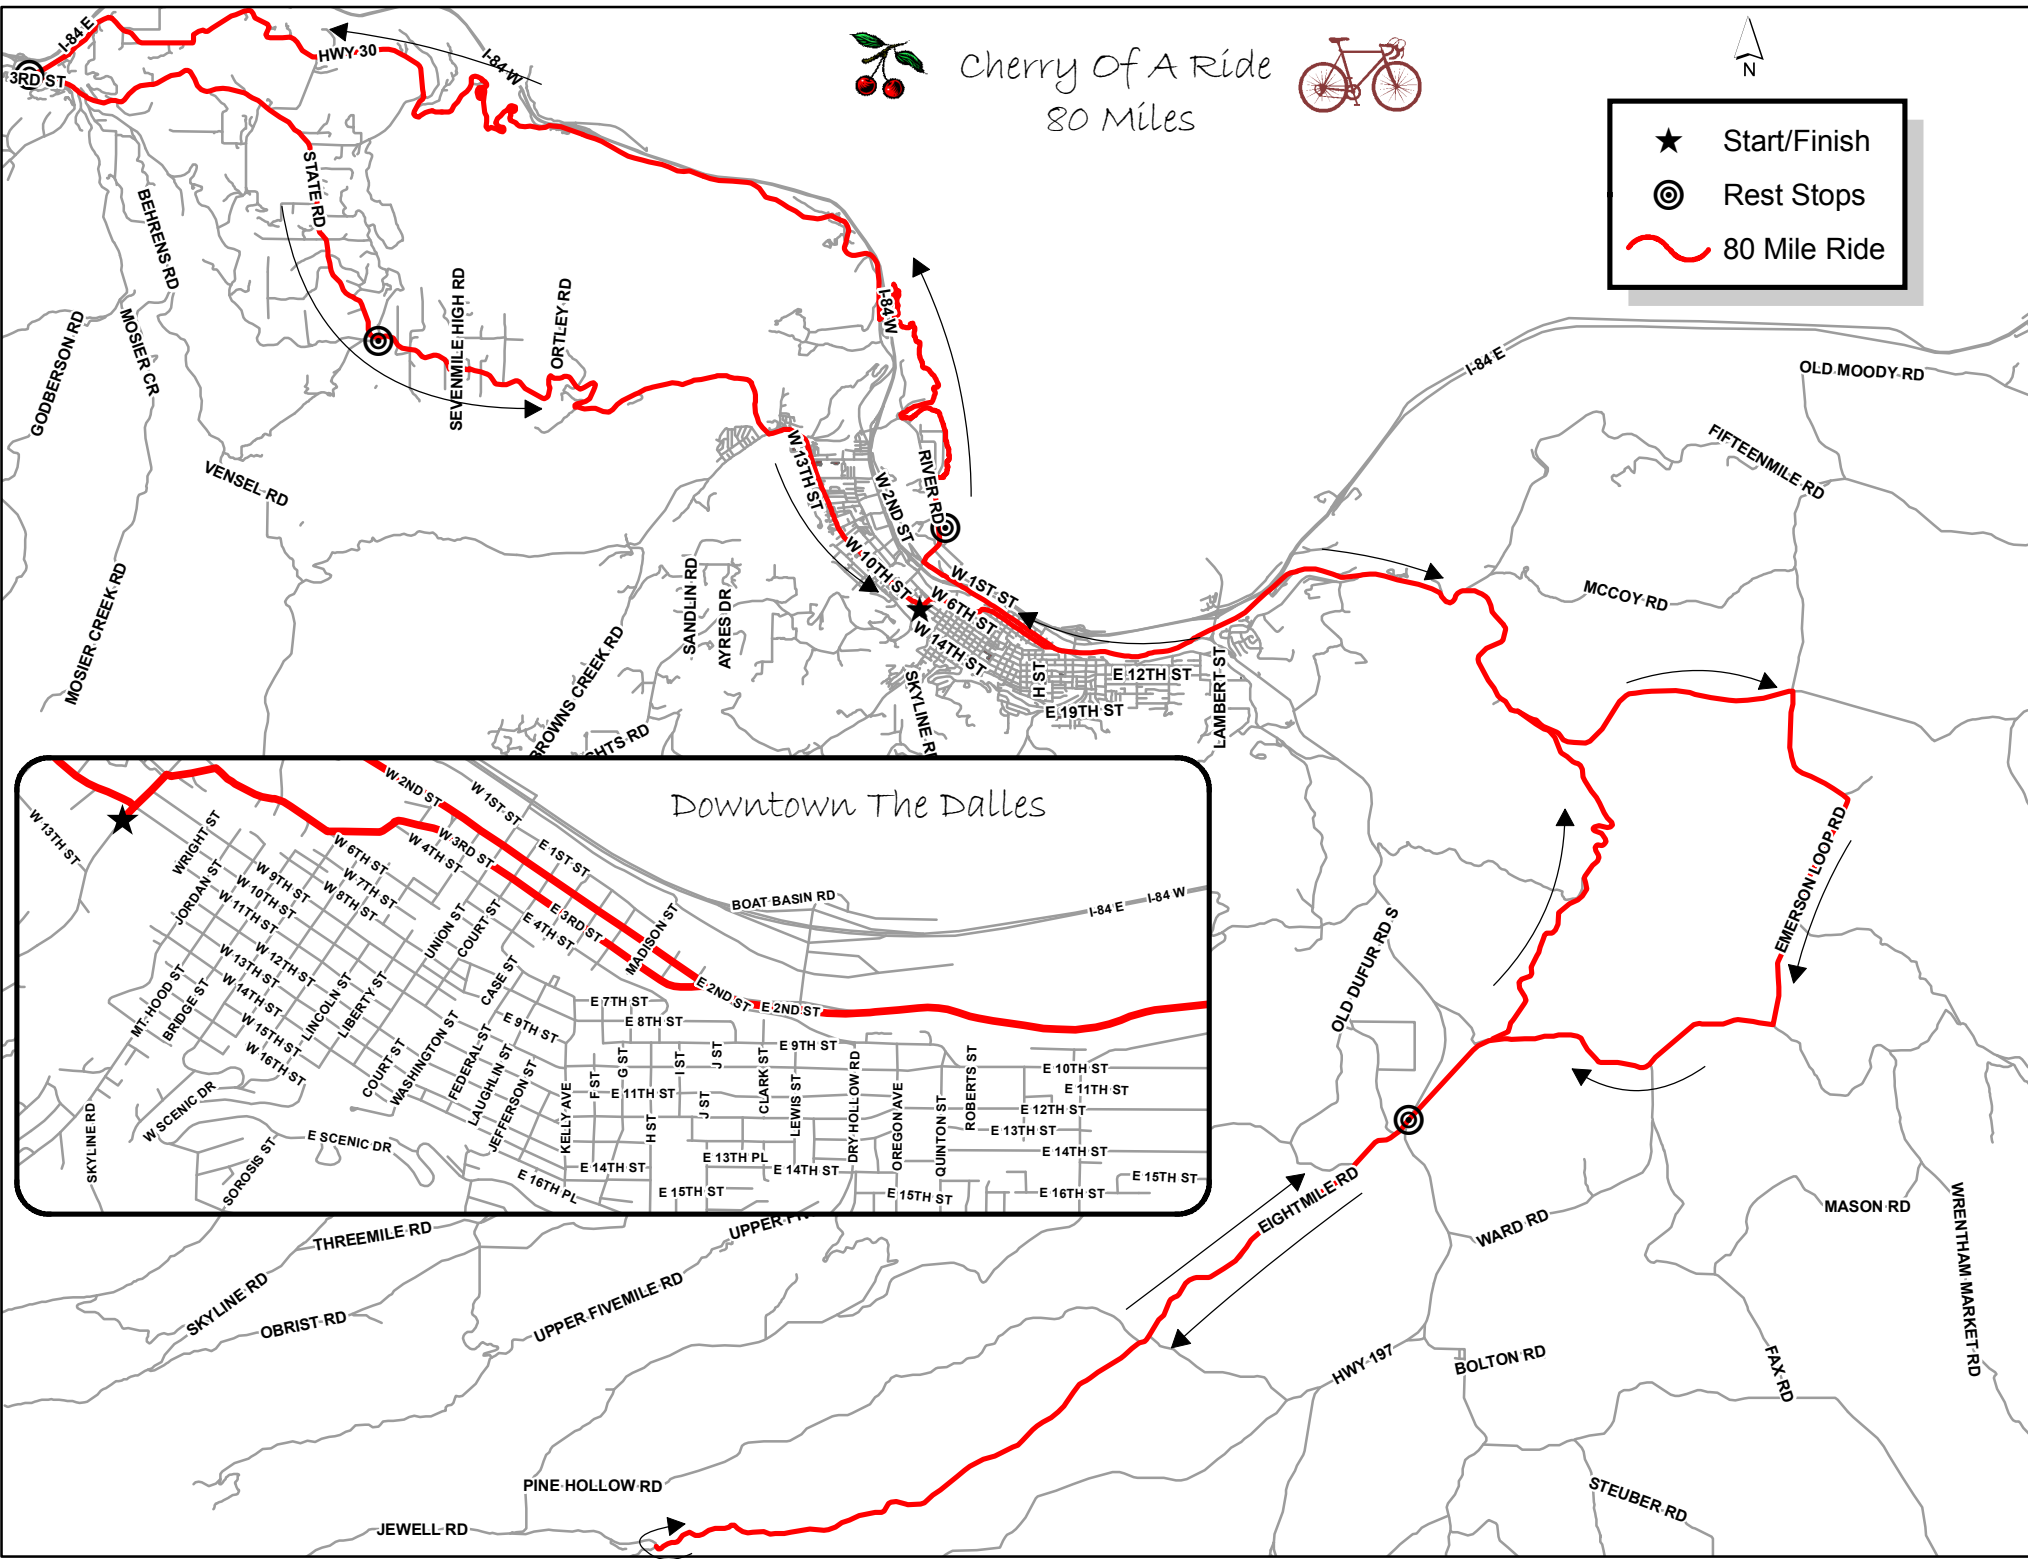 Cherry Of A Ride
80 Miles
N
Start/Finish
Rest Stops
80 Mile Ride
I-84 E
3RD ST
HWY 30
I-84 W
STATE RD
BEHRENS RD
MOSIER CR
GODBERSON RD
SEVENMILE HIGH RD
ORTLEY RD
I-84 W
I-84 E
OLD MOODY RD
FIFTEENMILE RD
VENSEL RD
W 13TH ST
W 2ND ST
RIVER RD
MOSIER CREEK RD
SANDLIN RD
AYRES DR
BROWNS CREEK RD
W 10TH ST
W 1ST ST
W 6TH ST
W 14TH ST
SKYLINE R
H ST
E 12TH ST
E 19TH ST
LAMBERT ST
MCCOY RD
GHTS RD
Downtown The Dalles
W 13TH ST
W 2ND ST
W 1ST ST
W 3RD ST
W 4TH ST
E 1ST ST
W 6TH ST
W 7TH ST
W 8TH ST
W 9TH ST
W 10TH ST
W 11TH ST
W 12TH ST
W 13TH ST
W 14TH ST
W 15TH ST
W 16TH ST
WRIGHT ST
JORDAN ST
MT. HOOD ST
BRIDGE ST
LINCOLN ST
LIBERTY ST
UNION ST
COURT ST
CASE ST
E 3RD ST
E 4TH ST
MADISON ST
BOAT BASIN RD
I-84 E
I-84 W
E 2ND ST
E 2ND ST
E 7TH ST
E 8TH ST
E 9TH ST
E 9TH ST
COURT ST
WASHINGTON ST
FEDERAL ST
LAUGHLIN ST
JEFFERSON ST
KELLY AVE
F ST
G ST
H ST
I ST
J ST
J ST
CLARK ST
LEWIS ST
DRY HOLLOW RD
OREGON AVE
QUINTON ST
ROBERTS ST
E 10TH ST
E 11TH ST
E 11TH ST
E 12TH ST
E 13TH ST
E 13TH PL
E 14TH ST
E 14TH ST
E 14TH ST
E 15TH ST
E 15TH ST
E 15TH ST
E 16TH ST
E 16TH PL
SKYLINE RD
W SCENIC DR
SOROSIS ST
E SCENIC DR
EMERSON LOOP RD
OLD DUFUR RD S
EIGHTMILE RD
WARD RD
MASON RD
WRENTHAM MARKET RD
THREEMILE RD
UPPER FIV
SKYLINE RD
OBRIST RD
UPPER FIVEMILE RD
HWY 197
BOLTON RD
FAX RD
PINE HOLLOW RD
STEUBER RD
JEWELL RD